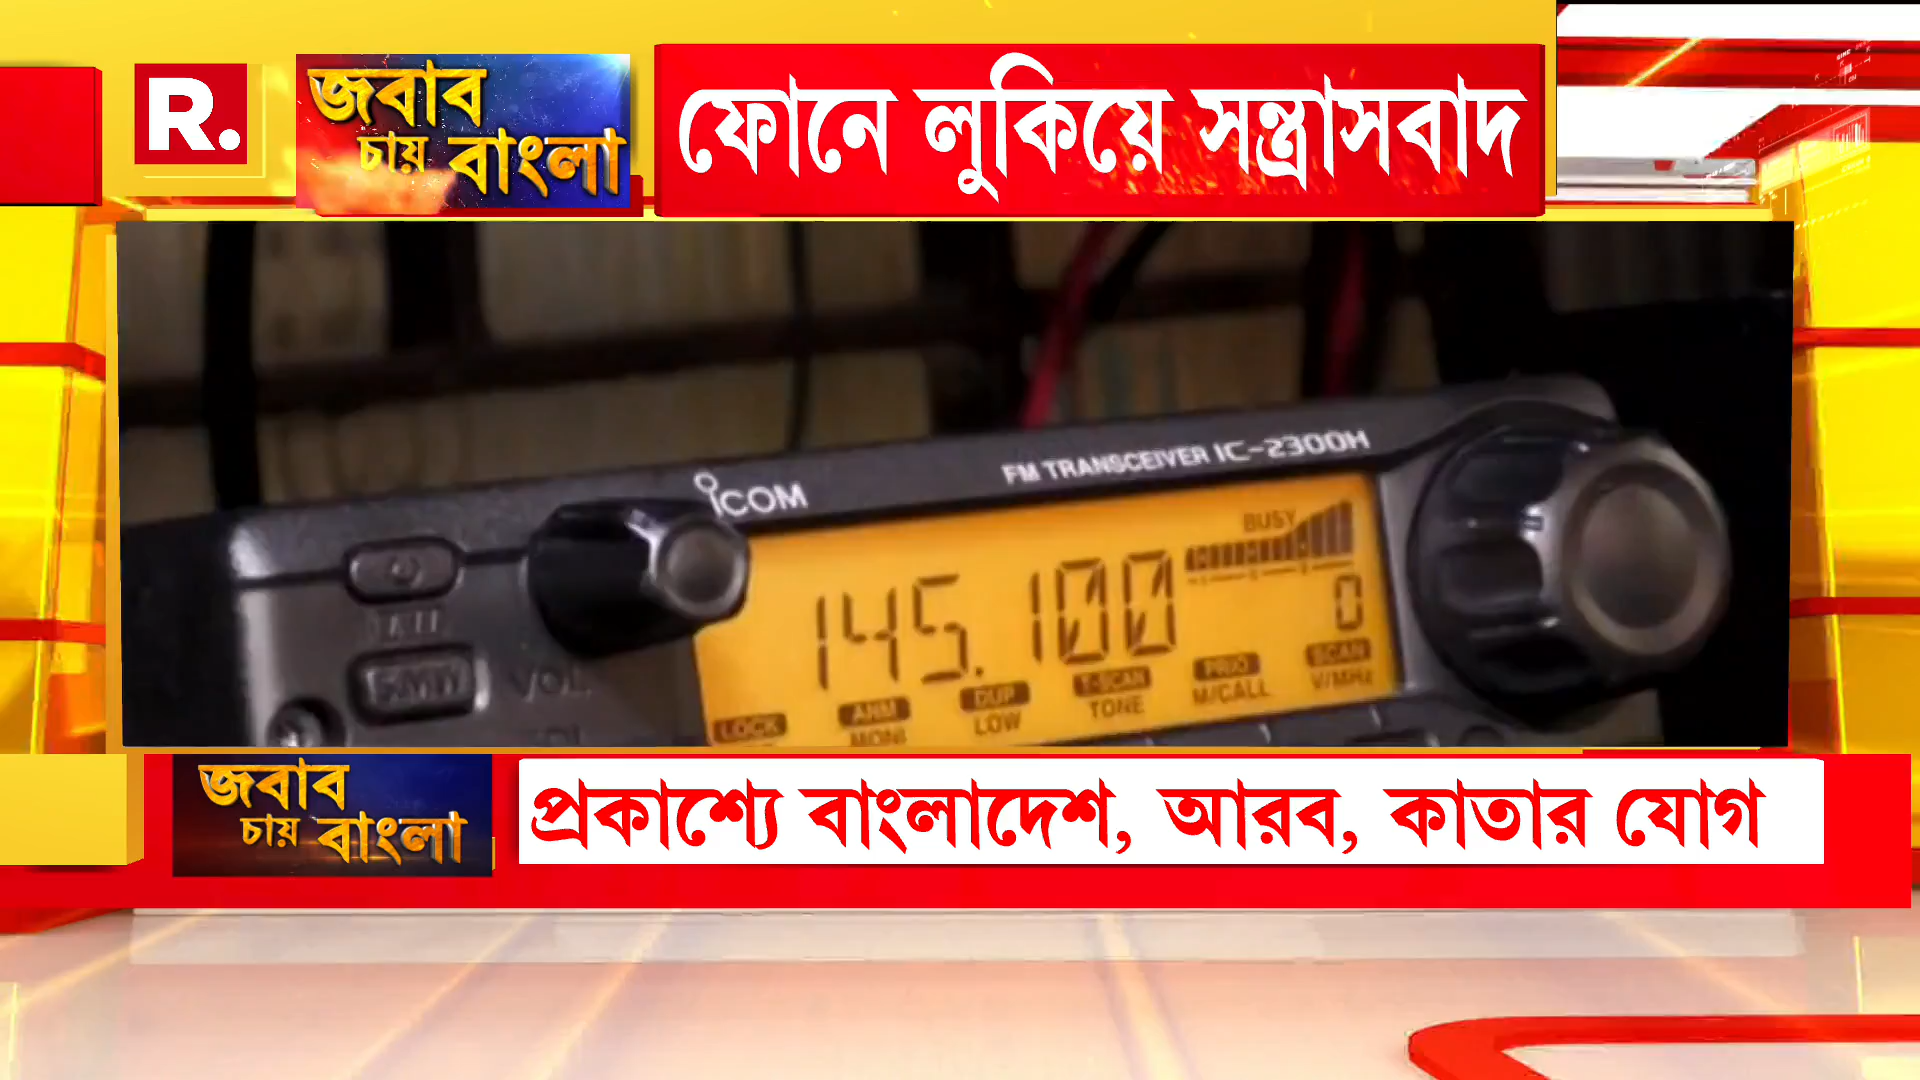 R.
জবাব
চায় বাংলা
ফোনে লুকিয়ে সন্ত্রাসবাদ
FM TRANSCEIVER IC-2300H
ICOM
BUSY
145.100
0
VOL
LOCK ANM DUP T-SCAN PRIO SCAN
MONI LOW TONE M/CALL V/MHz
জবাব
চায় বাংলা
প্রকাশ্যে বাংলাদেশ, আরব, কাতার যোগ